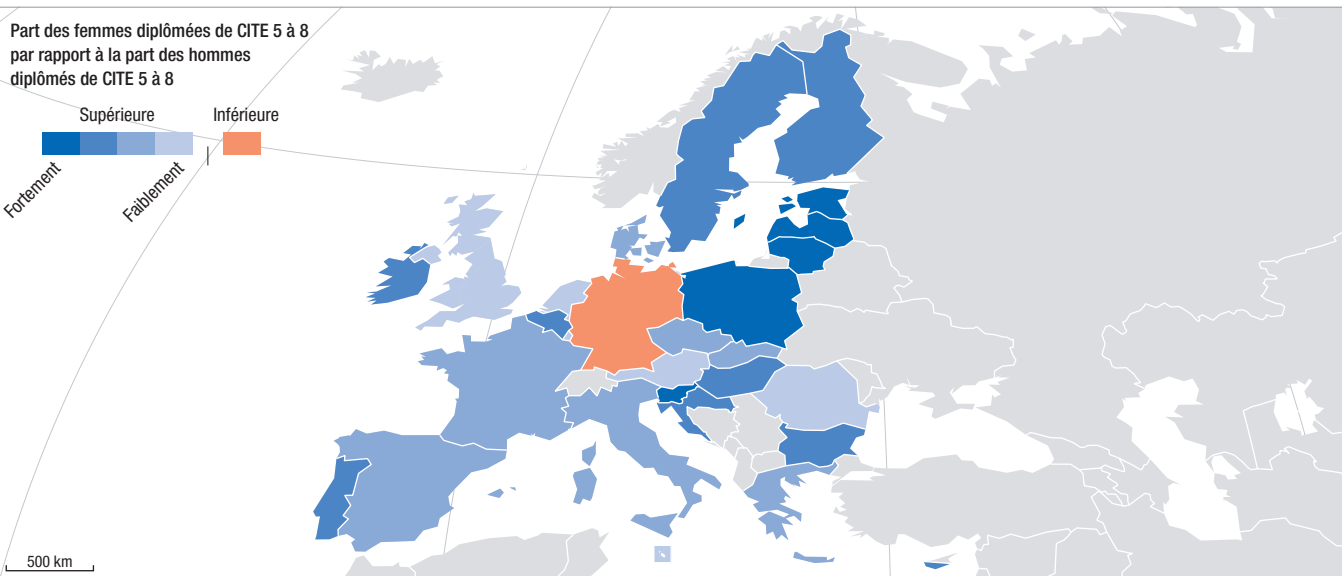 Part des femmes diplômées de CITE 5 à 8
par rapport à la part des hommes
diplômés de CITE 5 à 8
Supérieure
Inférieure
Fortement
Faiblement
500 km